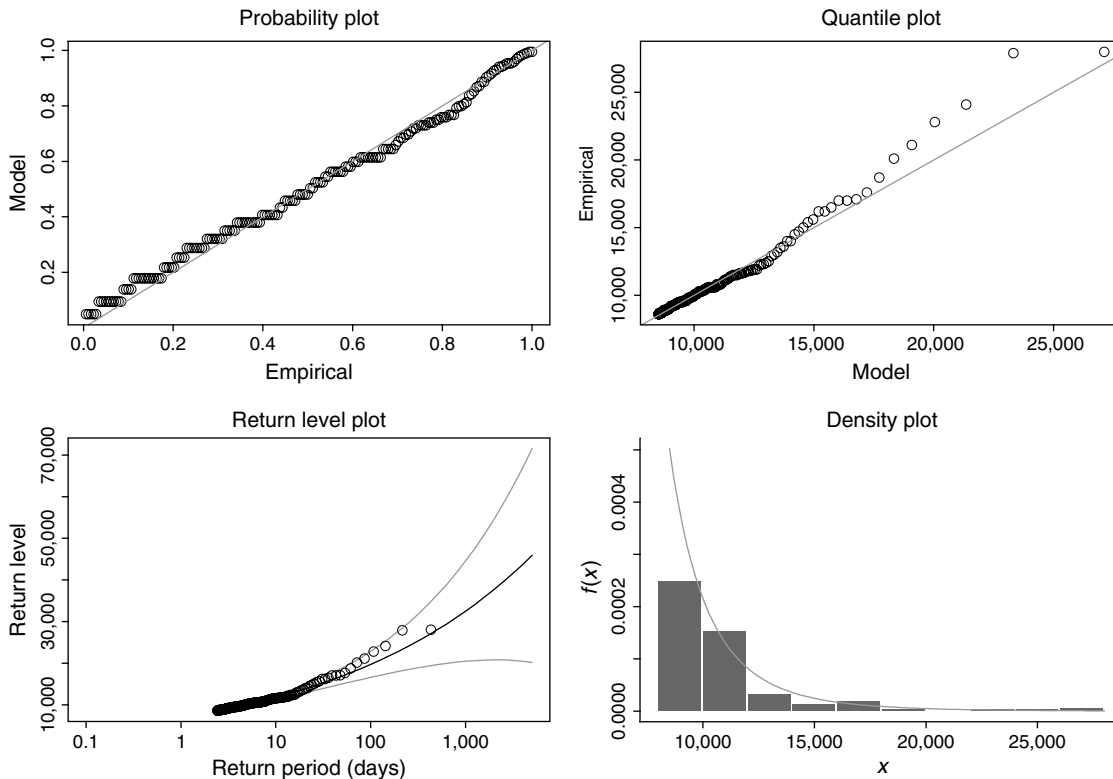 Probability plot
Model
1.0
0.8
0.6
0.4
0.2
0.0 0.2 0.4 0.6 0.8 1.0
Empirical
Quantile plot
Empirical
25,000
20,000
15,000
10,000
10,000 15,000 20,000 25,000
Model
Return level plot
Return level
70,000
50,000
30,000
10,000
0.1 1 10 100 1,000
Return period (days)
Density plot
f(x)
0.0004
0.0002
0.0000
10,000 15,000 20,000 25,000
x